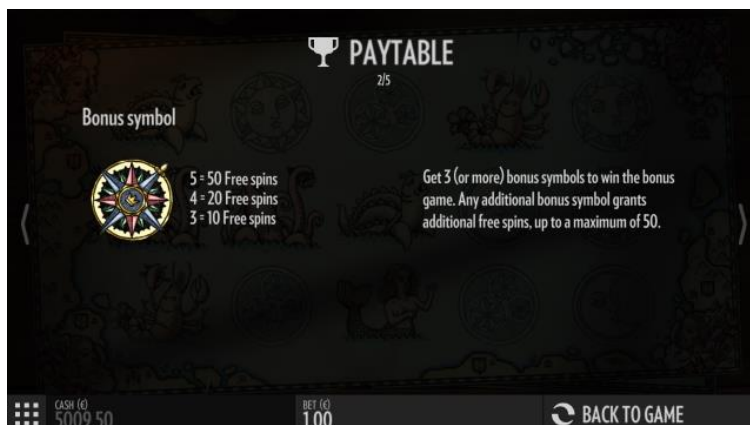 PAYTABLE
2/5
Bonus symbol
5 = 50 Free spins
4 = 20 Free spins
3 = 10 Free spins
Get 3 (or more) bonus symbols to win the bonus
game. Any additional bonus symbol grants
additional free spins, up to a maximum of 50.
CASH (€)
5009.50
BET (€)
1.00
BACK TO GAME